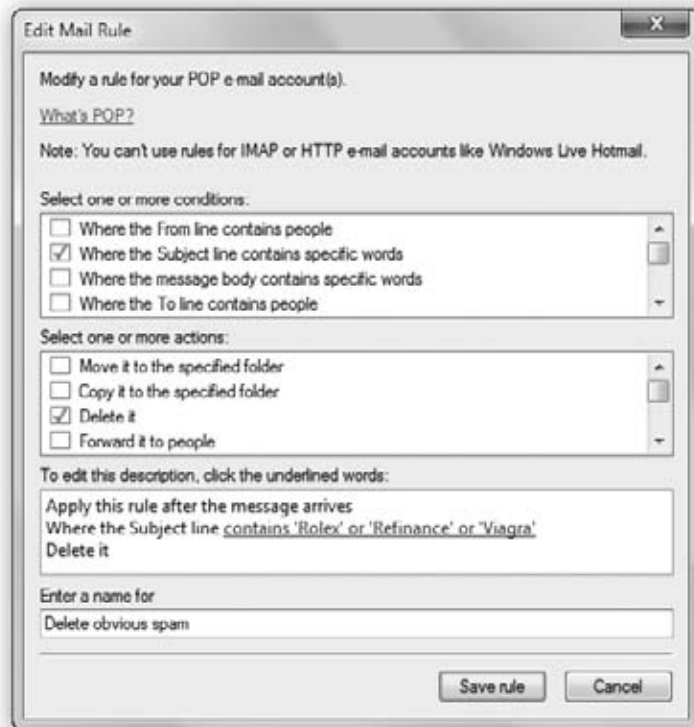 Edit Mail Rule
Modify a rule for your POP e-mail account(s).
What's POP?
Note: You can't use rules for IMAP or HTTP e-mail accounts like Windows Live Hotmail.
Select one or more conditions:
Where the From line contains people
Where the Subject line contains specific words
Where the message body contains specific words
Where the To line contains people
Select one or more actions:
Move it to the specified folder
Copy it to the specified folder
Delete it
Forward it to people
To edit this description, click the underlined words:
Apply this rule after the message arrives
Where the Subject line contains 'Rolex' or 'Refinance' or 'Viagra'
Delete it
Enter a name for
Delete obvious spam
Save rule
Cancel